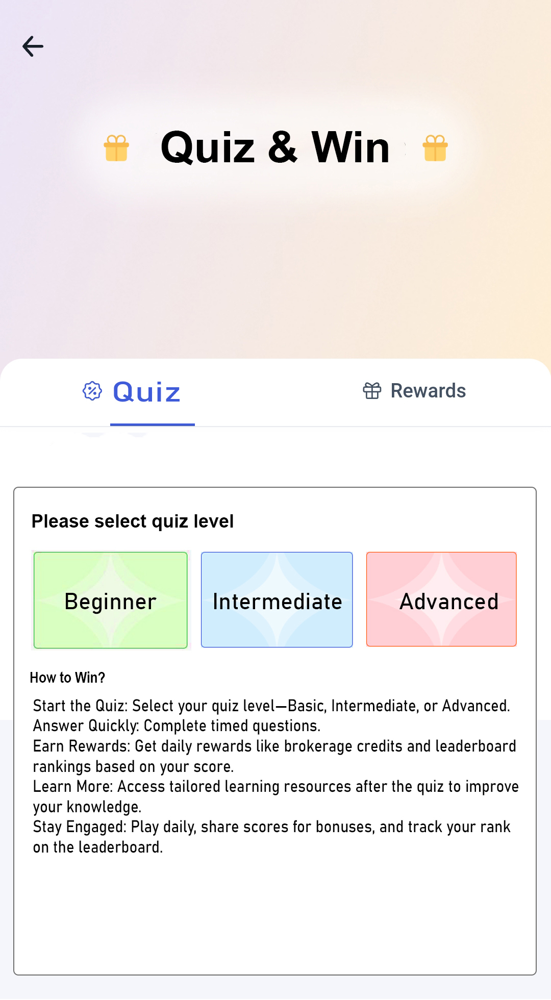 Quiz & Win
Quiz
Rewards
Please select quiz level
Beginner
Intermediate
Advanced
How to Win?
Start the Quiz: Select your quiz level—Basic, Intermediate, or Advanced.
Answer Quickly: Complete timed questions.
Earn Rewards: Get daily rewards like brokerage credits and leaderboard
rankings based on your score.
Learn More: Access tailored learning resources after the quiz to improve
your knowledge.
Stay Engaged: Play daily, share scores for bonuses, and track your rank
on the leaderboard.